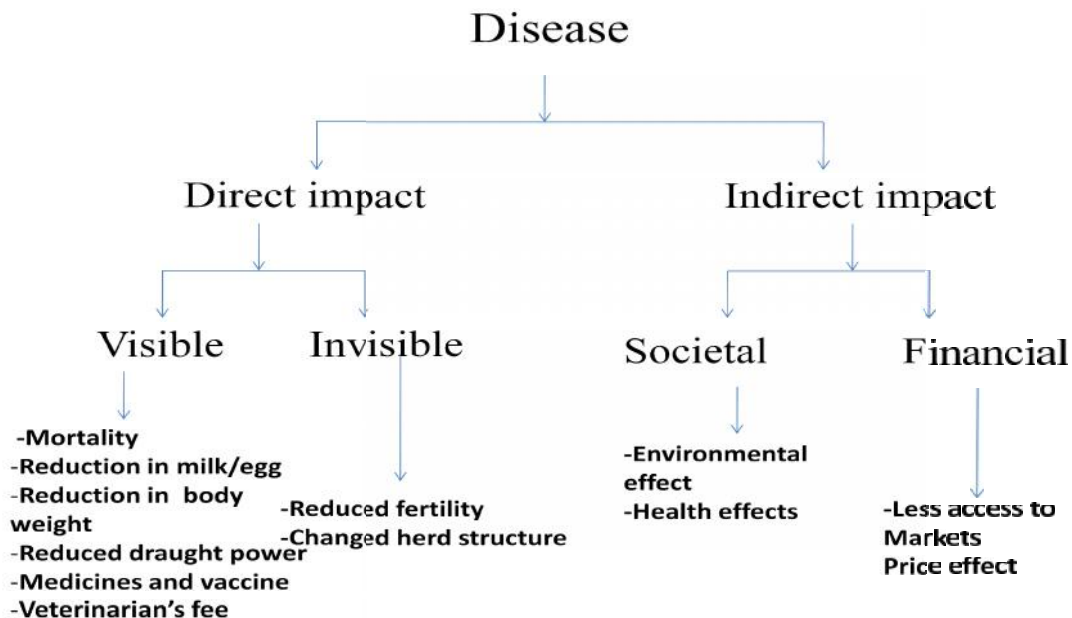 Disease
Direct impact
Indirect impact
Visible
Invisible
Societal
Financial
-Mortality
-Reduction in milk/egg
-Reduction in body
weight
-Reduced draught power
-Medicines and vaccine
-Veterinarian's fee
-Reduced fertility
-Changed herd structure
-Environmental
effect
-Health effects
-Less access to
Markets
Price effect